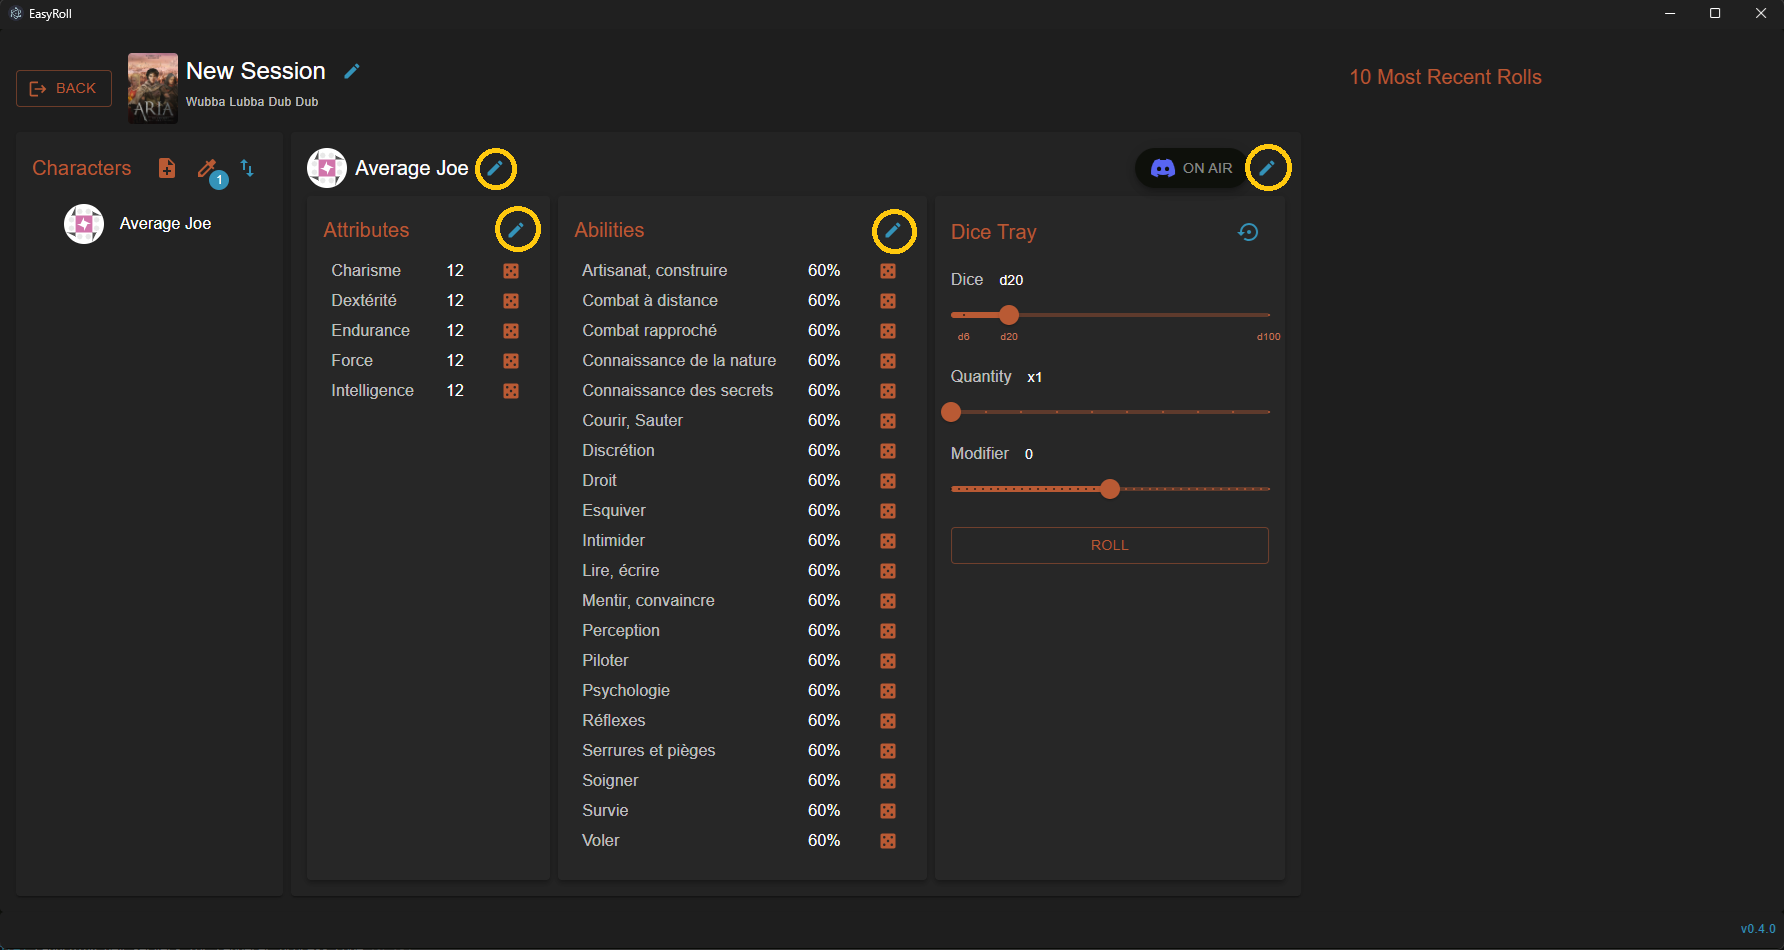 EasyRoll
BACK
ARIA
New Session
Wubba Lubba Dub Dub
10 Most Recent Rolls
Characters
1
Average Joe
Average Joe
ON AIR
Attributes
Charisme 12
Dextérité 12
Endurance 12
Force 12
Intelligence 12
Abilities
Artisanat, construire 60%
Combat à distance 60%
Combat rapproché 60%
Connaissance de la nature 60%
Connaissance des secrets 60%
Courir, Sauter 60%
Discrétion 60%
Droit 60%
Esquiver 60%
Intimider 60%
Lire, écrire 60%
Mentir, convaincre 60%
Perception 60%
Piloter 60%
Psychologie 60%
Réflexes 60%
Serrures et pièges 60%
Soigner 60%
Survie 60%
Voler 60%
Dice Tray
Dice d20
d6 d20 d100
Quantity x1
Modifier 0
ROLL
v0.4.0